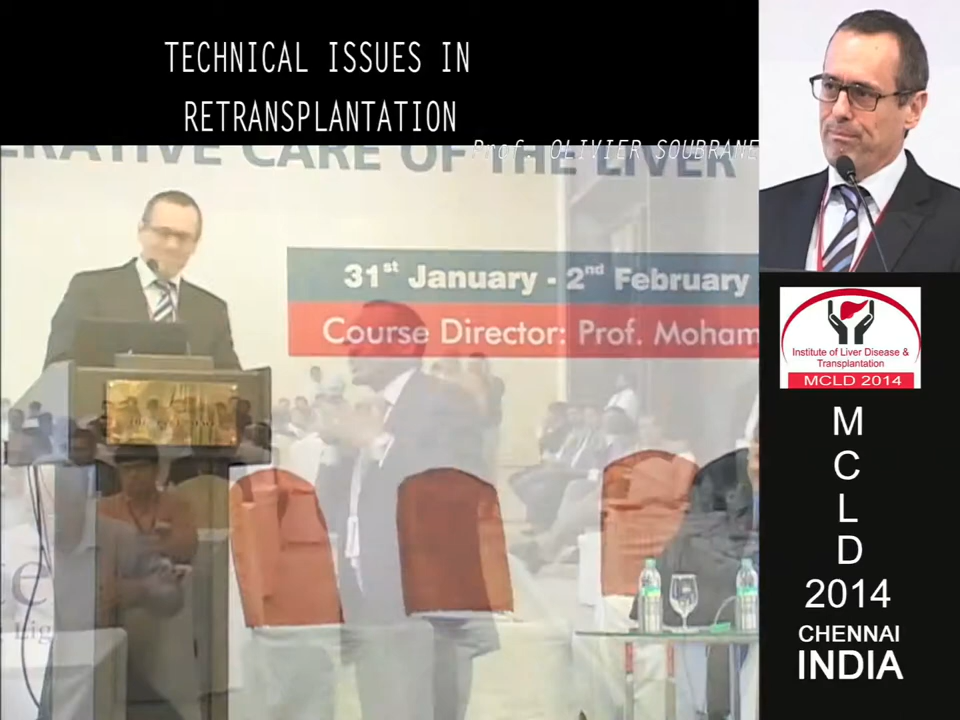 TECHNICAL ISSUES IN
RETRANSPLANTATION
Prof. OLIVIER SOUBRANE
ERATIVE CARE OF THE LIVER
31st January - 2nd February
Course Director: Prof. Moham
Lig
Institute of Liver Disease &
Transplantation
MCLD 2014
M
C
L
D
2014
CHENNAI
INDIA